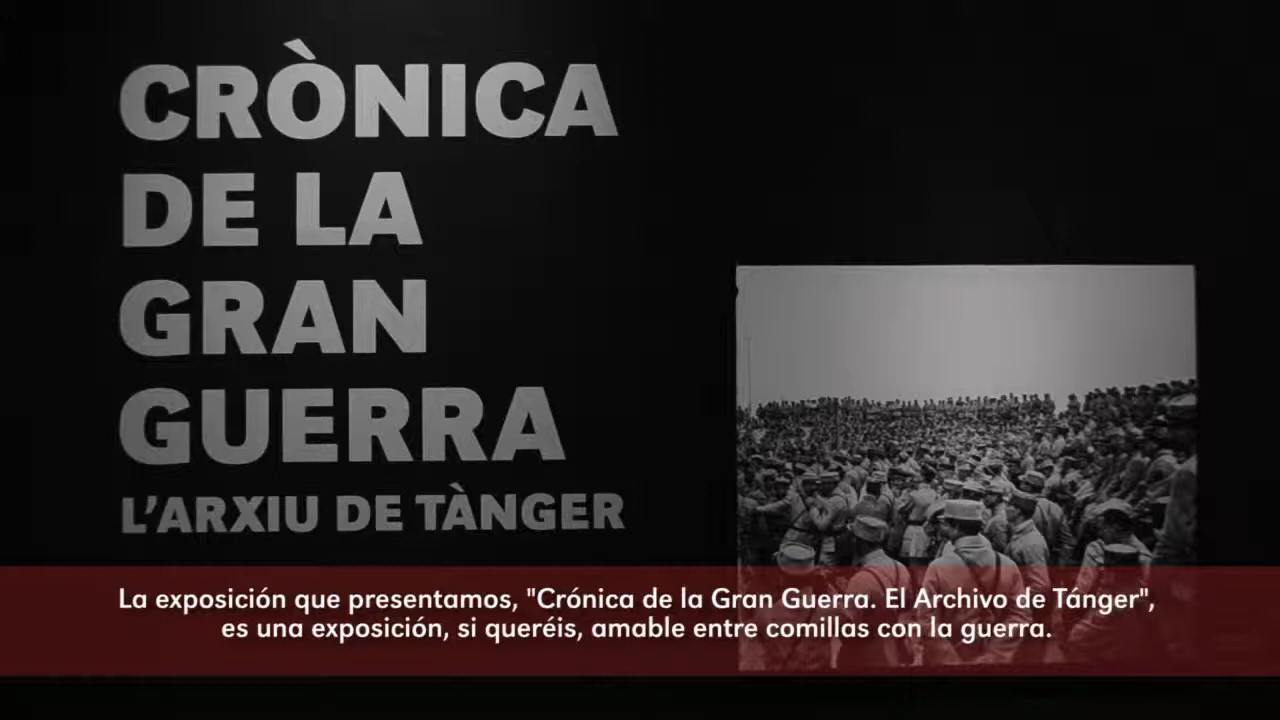 CRÒNICA
DE LA
GRAN
GUERRA
L'ARXIU DE TÀNGER
La exposición que presentamos, "Crónica de la Gran Guerra. El Archivo de Tánger",
es una exposición, si queréis, amable entre comillas con la guerra.